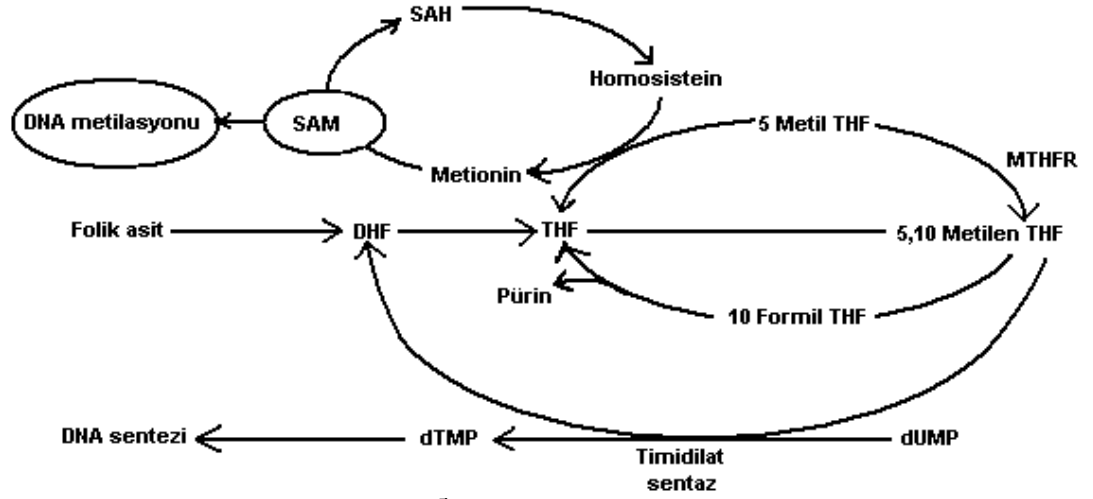 SAH
Homosistein
DNA metilasyonu
SAM
5 Metil THF
MTHFR
Metionin
Folik asit
DHF
THF
5,10 Metilen THF
Pürin
10 Formil THF
DNA sentezi
dTMP
dUMP
Timidilat
sentaz